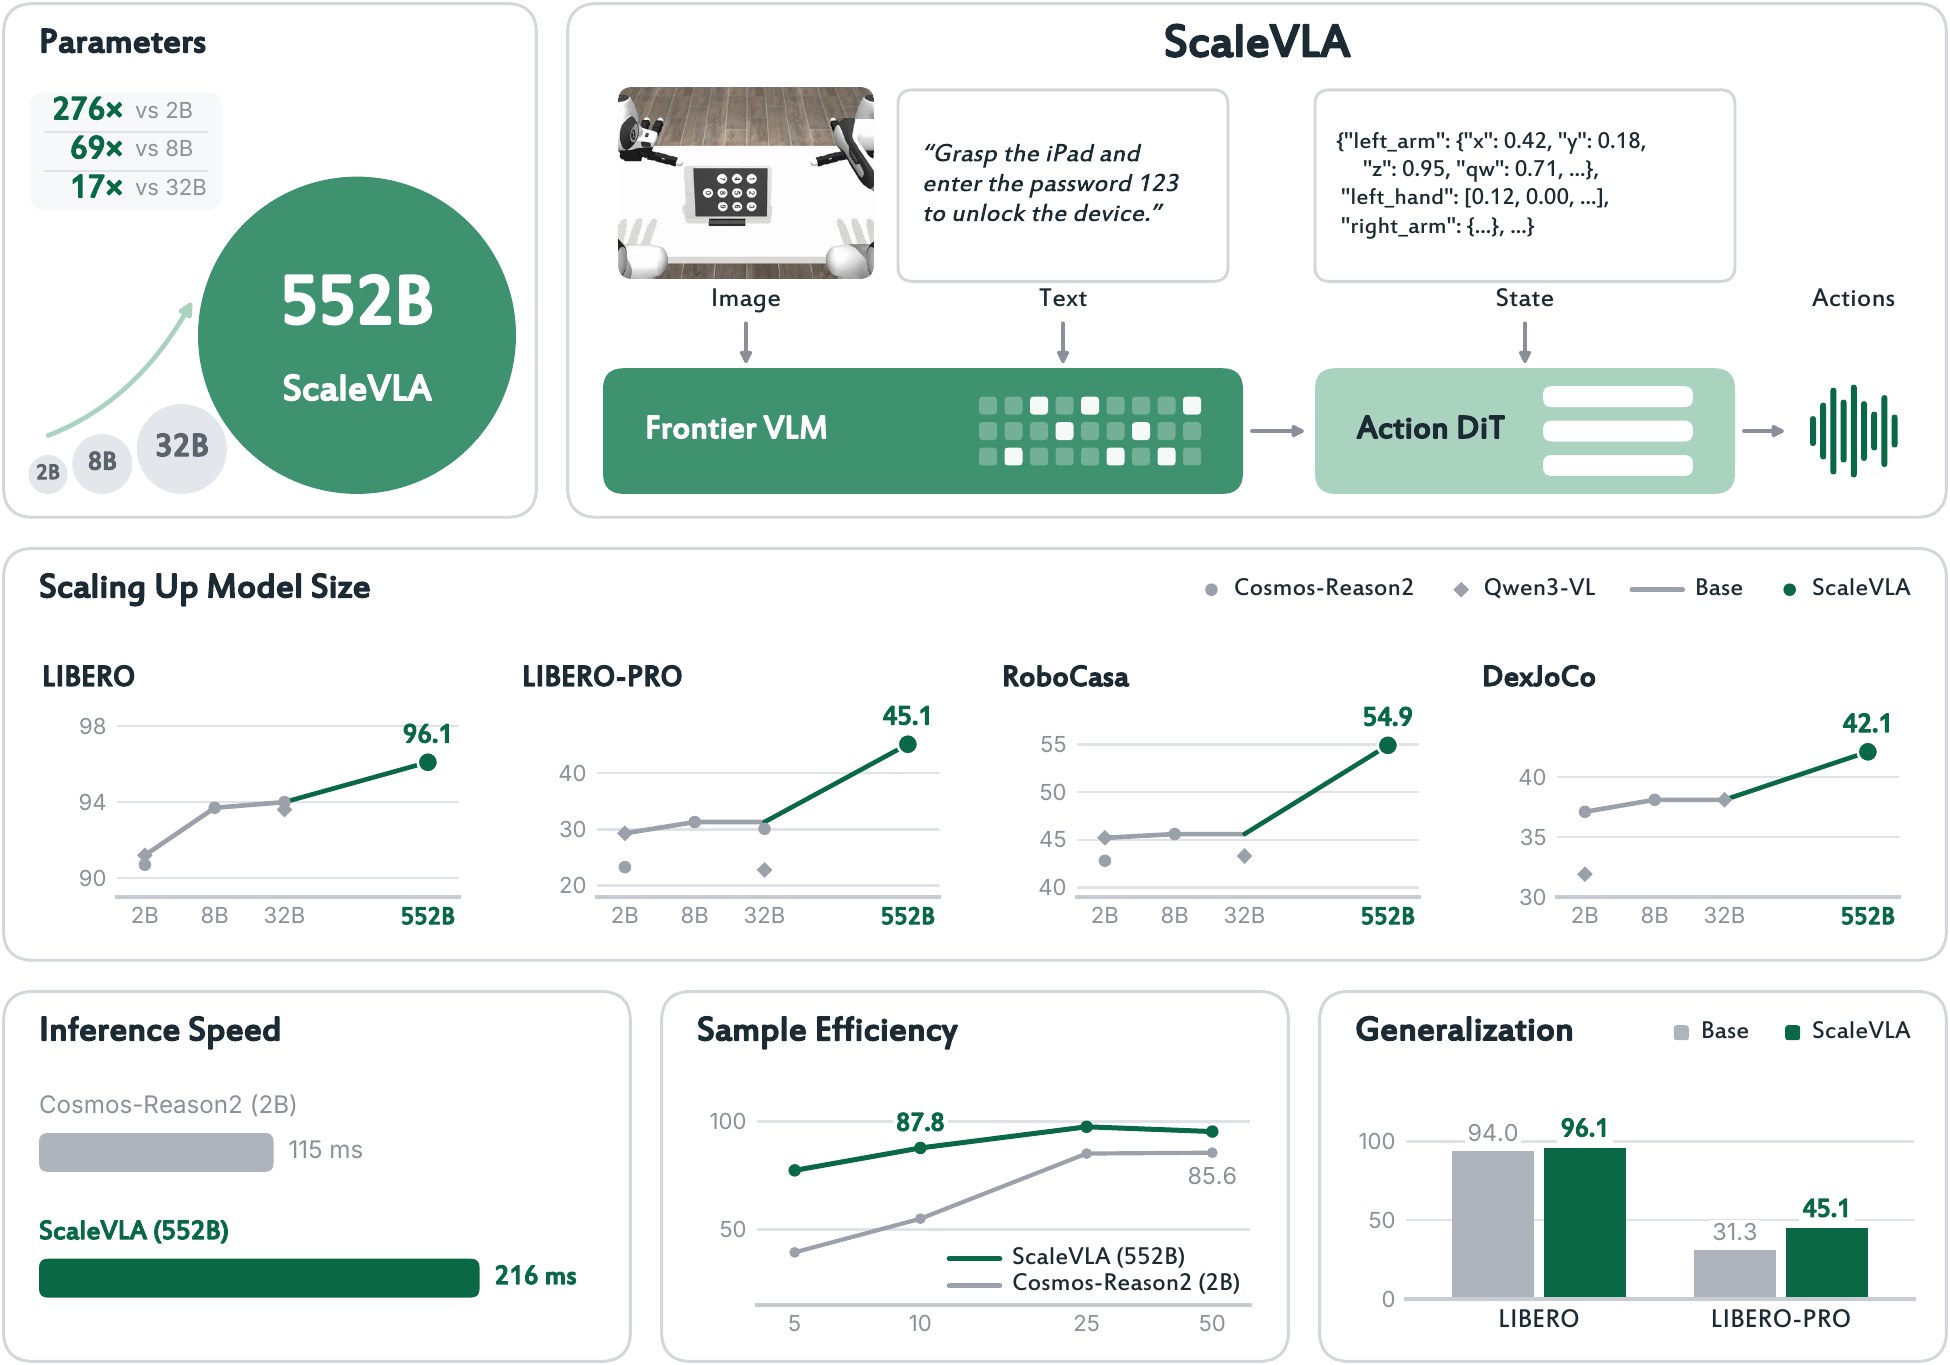 Parameters
276× vs 2B
69× vs 8B
17× vs 32B
552B
ScaleVLA
2B
8B
32B
ScaleVLA
“Grasp the iPad and
enter the password 123
to unlock the device.”
{"left_arm": {"x": 0.42, "y": 0.18,
"z": 0.95, "qw": 0.71, ...},
"left_hand": [0.12, 0.00, ...],
"right_arm": {...}, ...}
Image
Text
State
Actions
Frontier VLM
Action DiT
Scaling Up Model Size
Cosmos-Reason2
Qwen3-VL
Base
ScaleVLA
LIBERO
98
94
90
96.1
2B 8B 32B 552B
LIBERO-PRO
40
30
20
45.1
2B 8B 32B 552B
RoboCasa
55
50
45
40
54.9
2B 8B 32B 552B
DexJoCo
40
35
30
42.1
2B 8B 32B 552B
Inference Speed
Cosmos-Reason2 (2B)
115 ms
ScaleVLA (552B)
216 ms
Sample Efficiency
100
50
87.8
85.6
ScaleVLA (552B)
Cosmos-Reason2 (2B)
5 10 25 50
Generalization
Base
ScaleVLA
100
50
0
94.0 96.1
31.3 45.1
LIBERO LIBERO-PRO